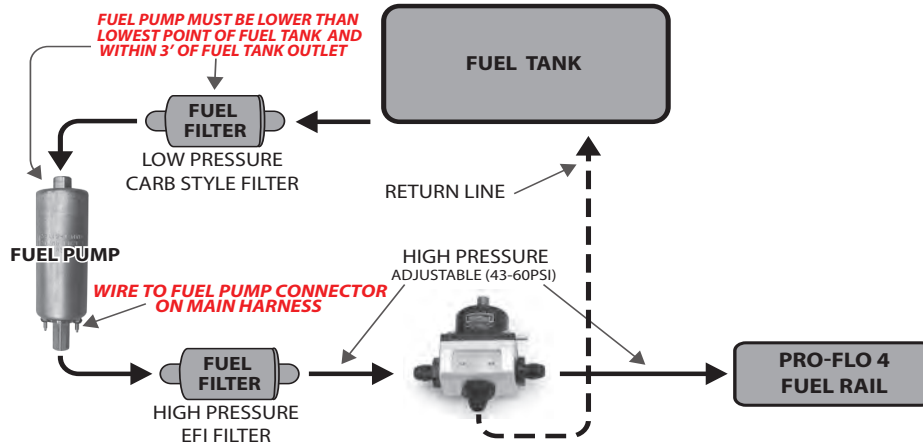 FUEL PUMP MUST BE LOWER THAN
LOWEST POINT OF FUEL TANK AND
WITHIN 3' OF FUEL TANK OUTLET
FUEL TANK
FUEL
FILTER
LOW PRESSURE
CARB STYLE FILTER
RETURN LINE
FUEL PUMP
HIGH PRESSURE
ADJUSTABLE (43-60PSI)
WIRE TO FUEL PUMP CONNECTOR
ON MAIN HARNESS
FUEL
FILTER
HIGH PRESSURE
EFI FILTER
PRO-FLO 4
FUEL RAIL